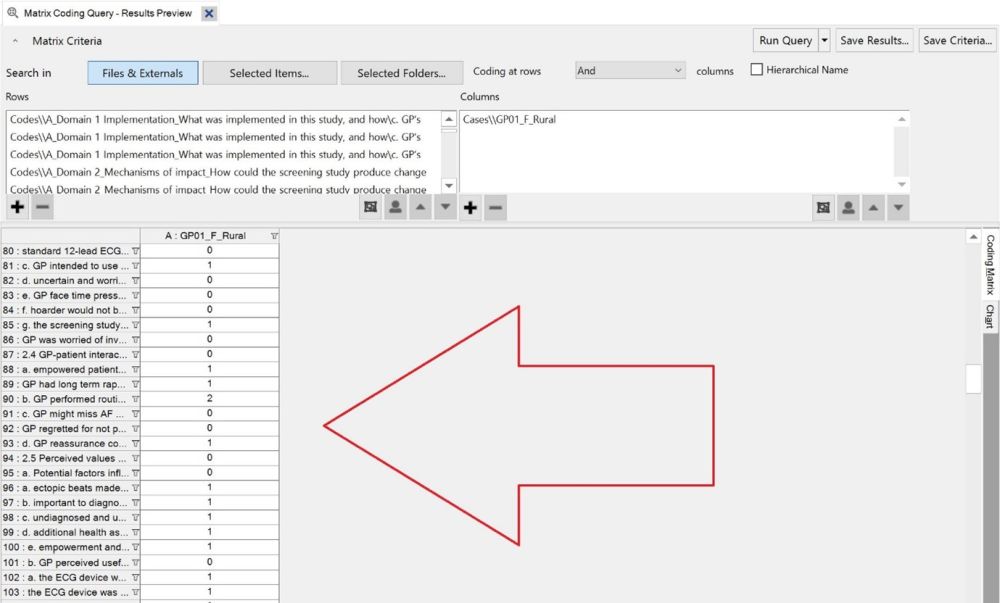 Matrix Coding Query - Results Preview
Matrix Criteria
Run Query
Save Results...
Save Criteria...
Search in
Files & Externals
Selected Items...
Selected Folders...
Coding at rows
And
columns
Hierarchical Name
Rows
Columns
Codes\\A_Domain 1 Implementation_What was implemented in this study, and how\c. GP's
Codes\\A_Domain 1 Implementation_What was implemented in this study, and how\c. GP's
Codes\\A_Domain 1 Implementation_What was implemented in this study, and how\c. GP's
Codes\\A_Domain 2_Mechanisms of impact_How could the screening study produce change
Codes\\A_Domain 2_Mechanisms of impact_How could the screening study produce change
Cases\\GP01_F_Rural
A : GP01_F_Rural
80 : standard 12-lead ECG... 0
81 : c. GP intended to use ... 1
82 : d. uncertain and worri... 0
83 : e. GP face time press... 0
84 : f. hoarder would not b... 0
85 : g. the screening study... 1
86 : GP was worried of inv... 0
87 : 2.4 GP-patient interac... 0
88 : a. empowered patient... 1
89 : GP had long term rap... 1
90 : b. GP performed routi... 2
91 : c. GP might miss AF ... 0
92 : GP regretted for not p... 0
93 : d. GP reassurance co... 1
94 : 2.5 Perceived values ... 0
95 : a. Potential factors infl... 0
96 : a. ectopic beats made... 1
97 : b. important to diagno... 1
98 : c. undiagnosed and u... 1
99 : d. additional health as... 1
100 : e. empowerment and... 1
101 : b. GP perceived usef... 0
102 : a. the ECG device w... 1
103 : the ECG device was ... 1
Coding Matrix
Chart